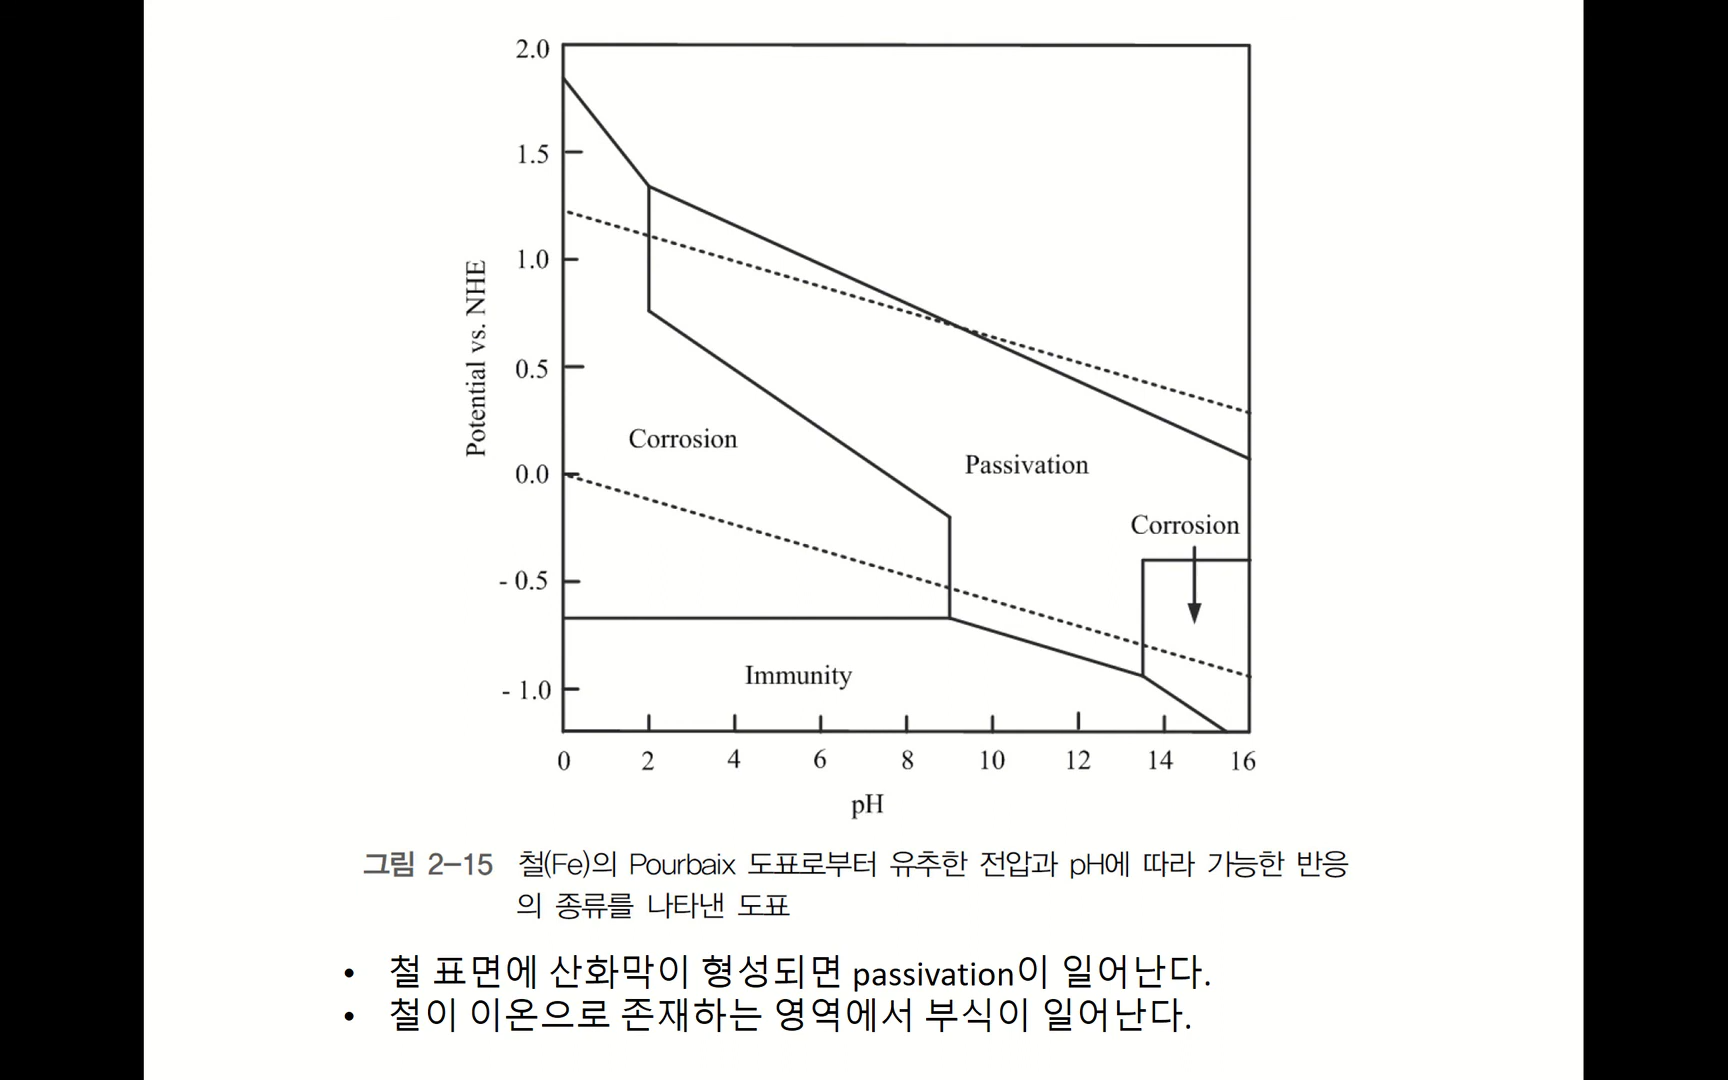 2.0
1.5
1.0
0.5
0.0
- 0.5
- 1.0
Potential vs. NHE
Corrosion
Passivation
Corrosion
Immunity
0 2 4 6 8 10 12 14 16
pH
그림 2-15 철(Fe)의 Pourbaix 도표로부터 유추한 전압과 pH에 따라 가능한 반응
의 종류를 나타낸 도표
• 철 표면에 산화막이 형성되면 passivation이 일어난다.
• 철이 이온으로 존재하는 영역에서 부식이 일어난다.